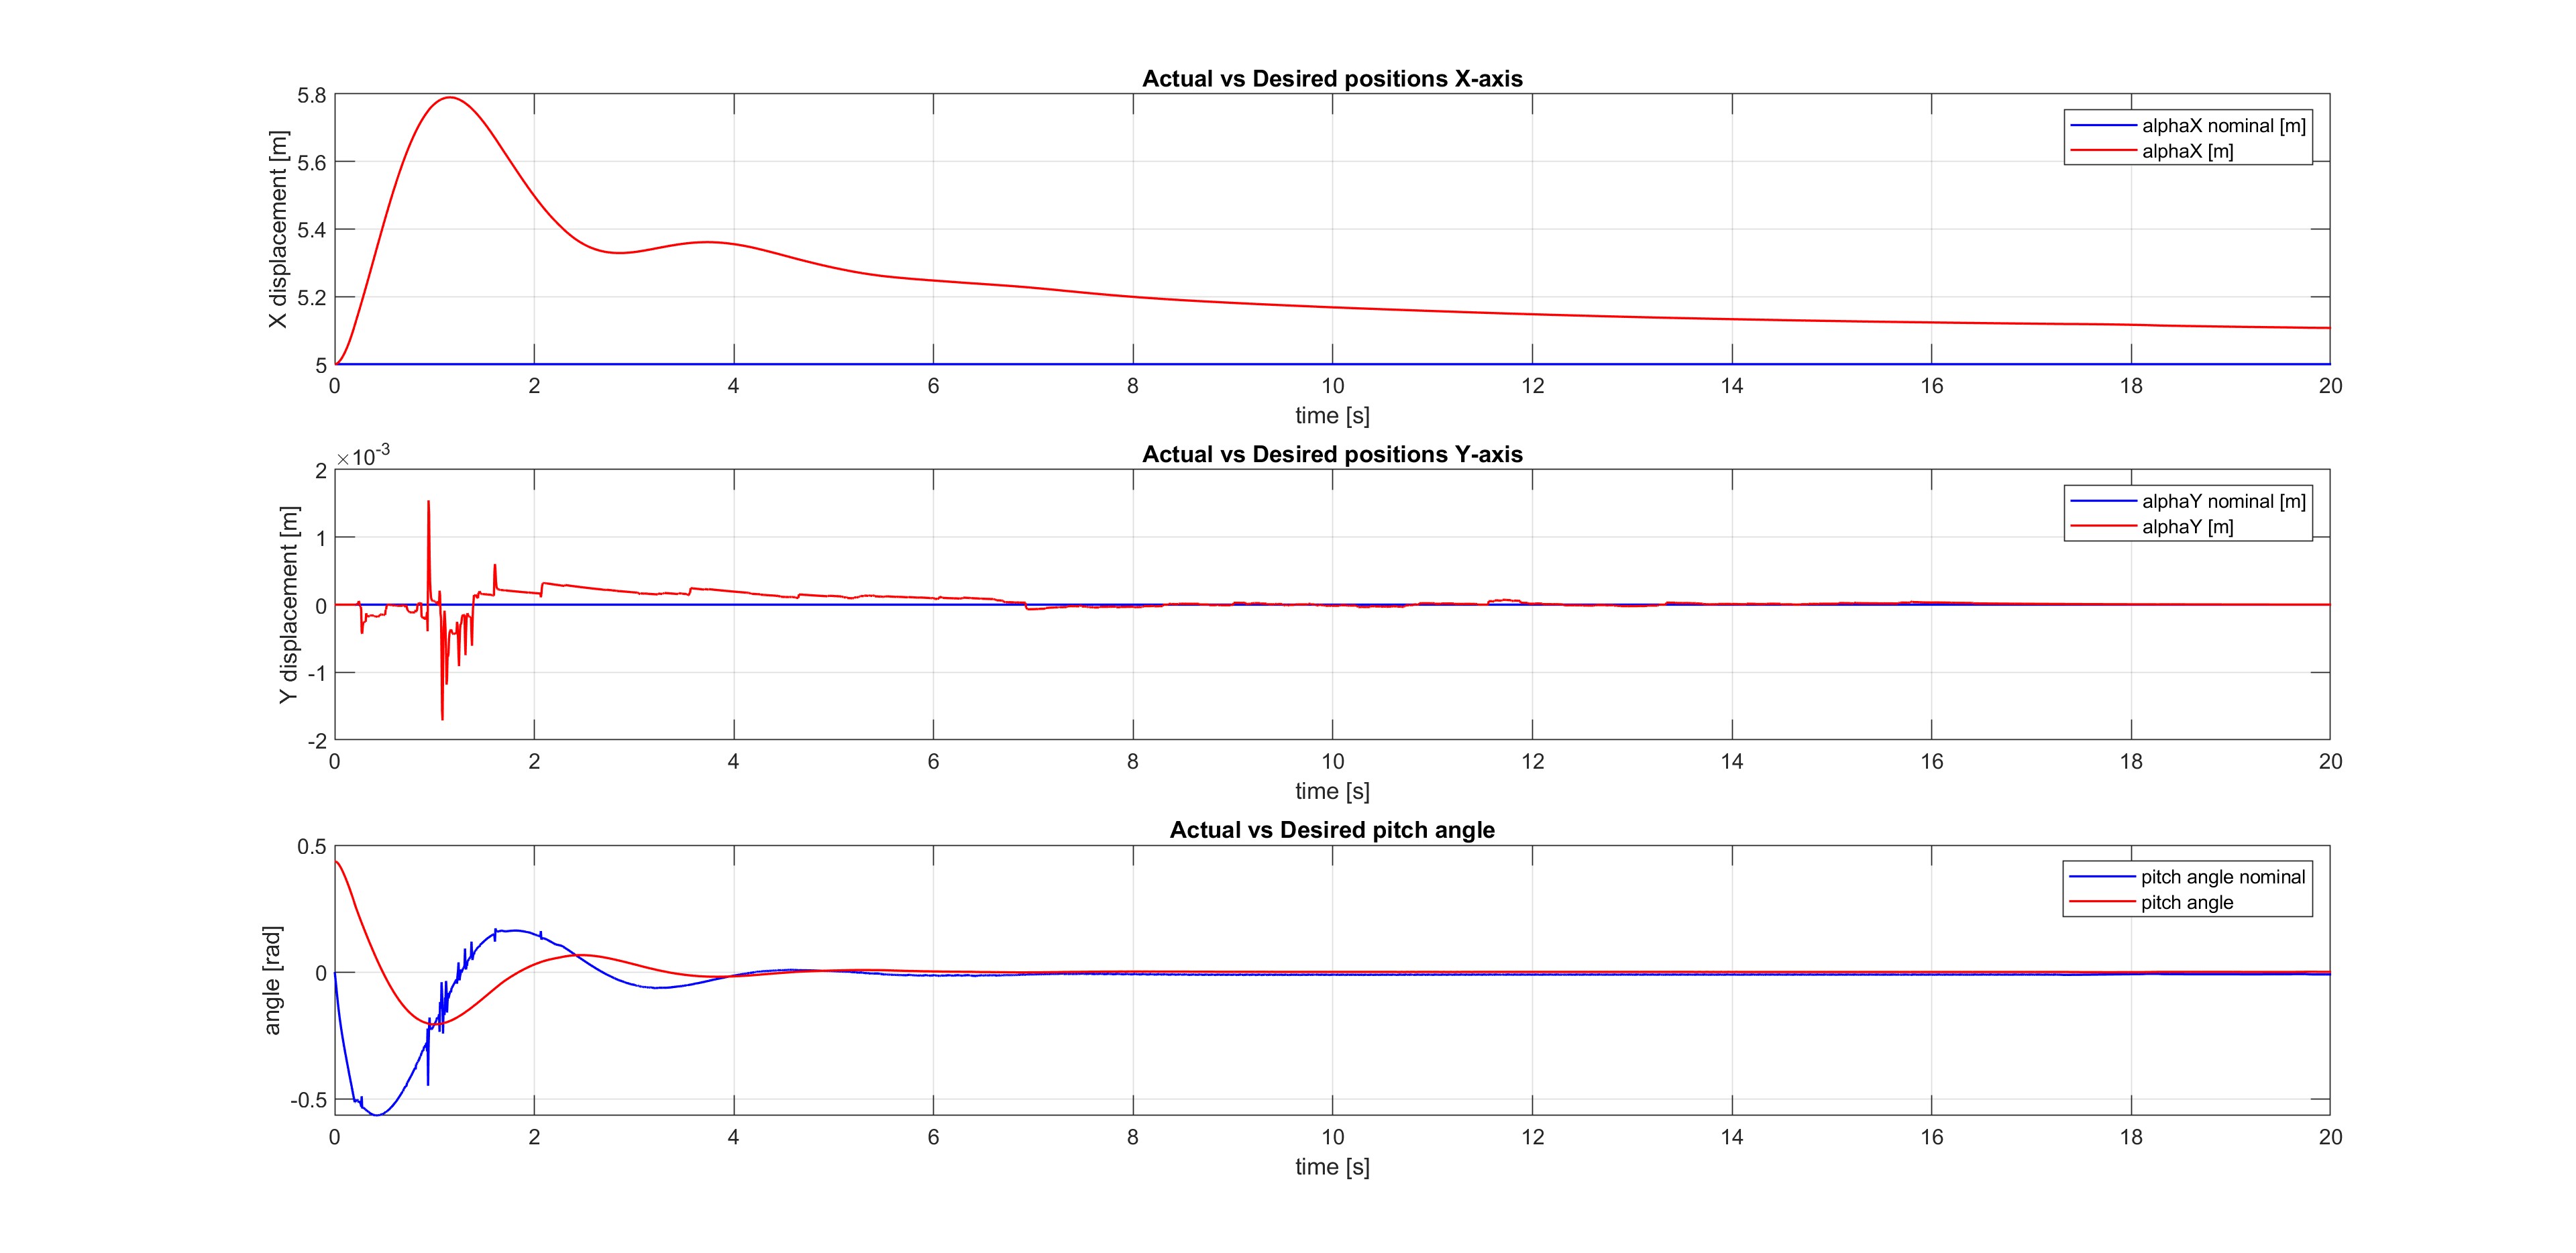 Actual vs Desired positions X-axis
5.8
5.6
5.4
5.2
5
X displacement [m]
alphaX nominal [m]
alphaX [m]
0 2 4 6 8 10 12 14 16 18 20
time [s]
Actual vs Desired positions Y-axis
×10-3
2
1
0
-1
-2
Y displacement [m]
alphaY nominal [m]
alphaY [m]
0 2 4 6 8 10 12 14 16 18 20
time [s]
Actual vs Desired pitch angle
0.5
0
-0.5
angle [rad]
pitch angle nominal
pitch angle
0 2 4 6 8 10 12 14 16 18 20
time [s]